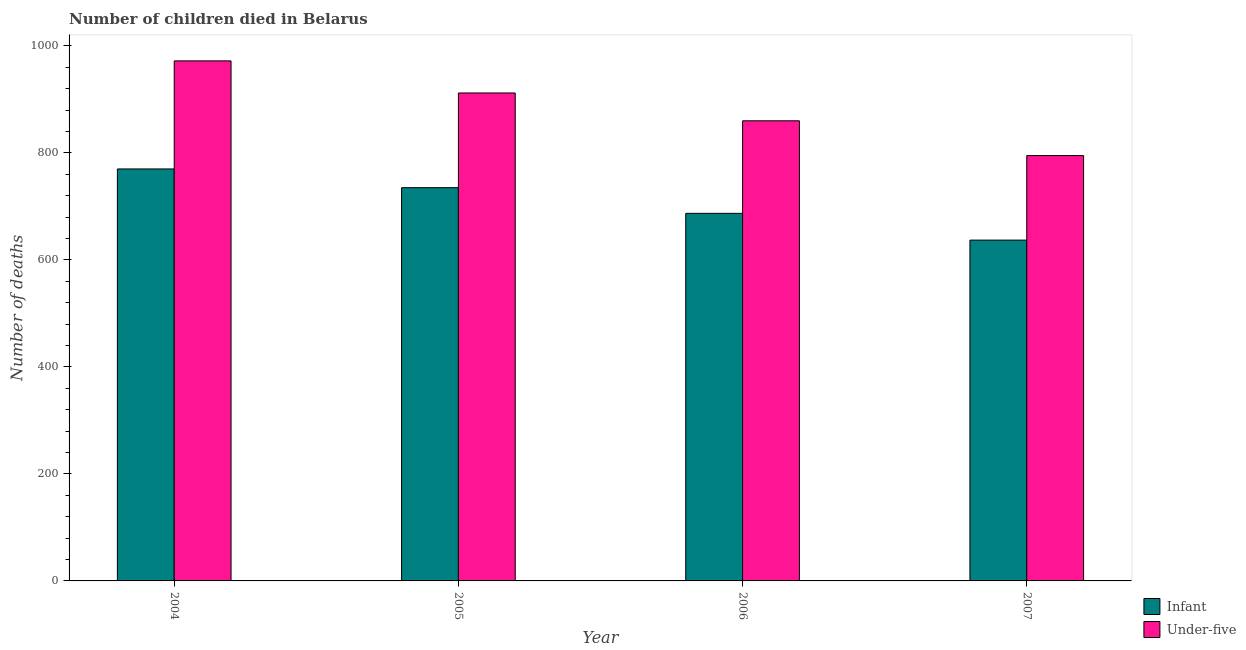 Number of children died in Belarus
1000
800
600
400
200
0
Number of deaths
2004
2005
2006
2007
Year
Infant
Under-five